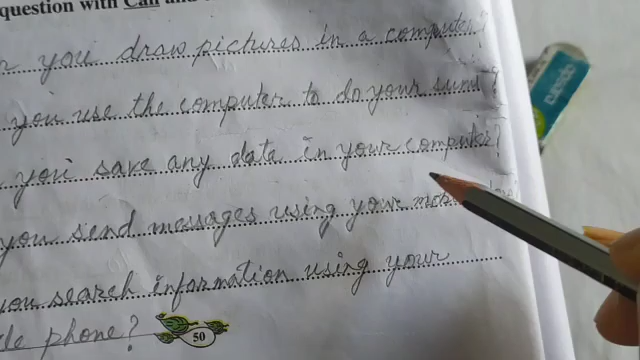 question with Can and
you draw pictures in a computer?
you use the computer to do your sums?
you save any data in your computer?
you send messages using your
you search information using your
phone?
50